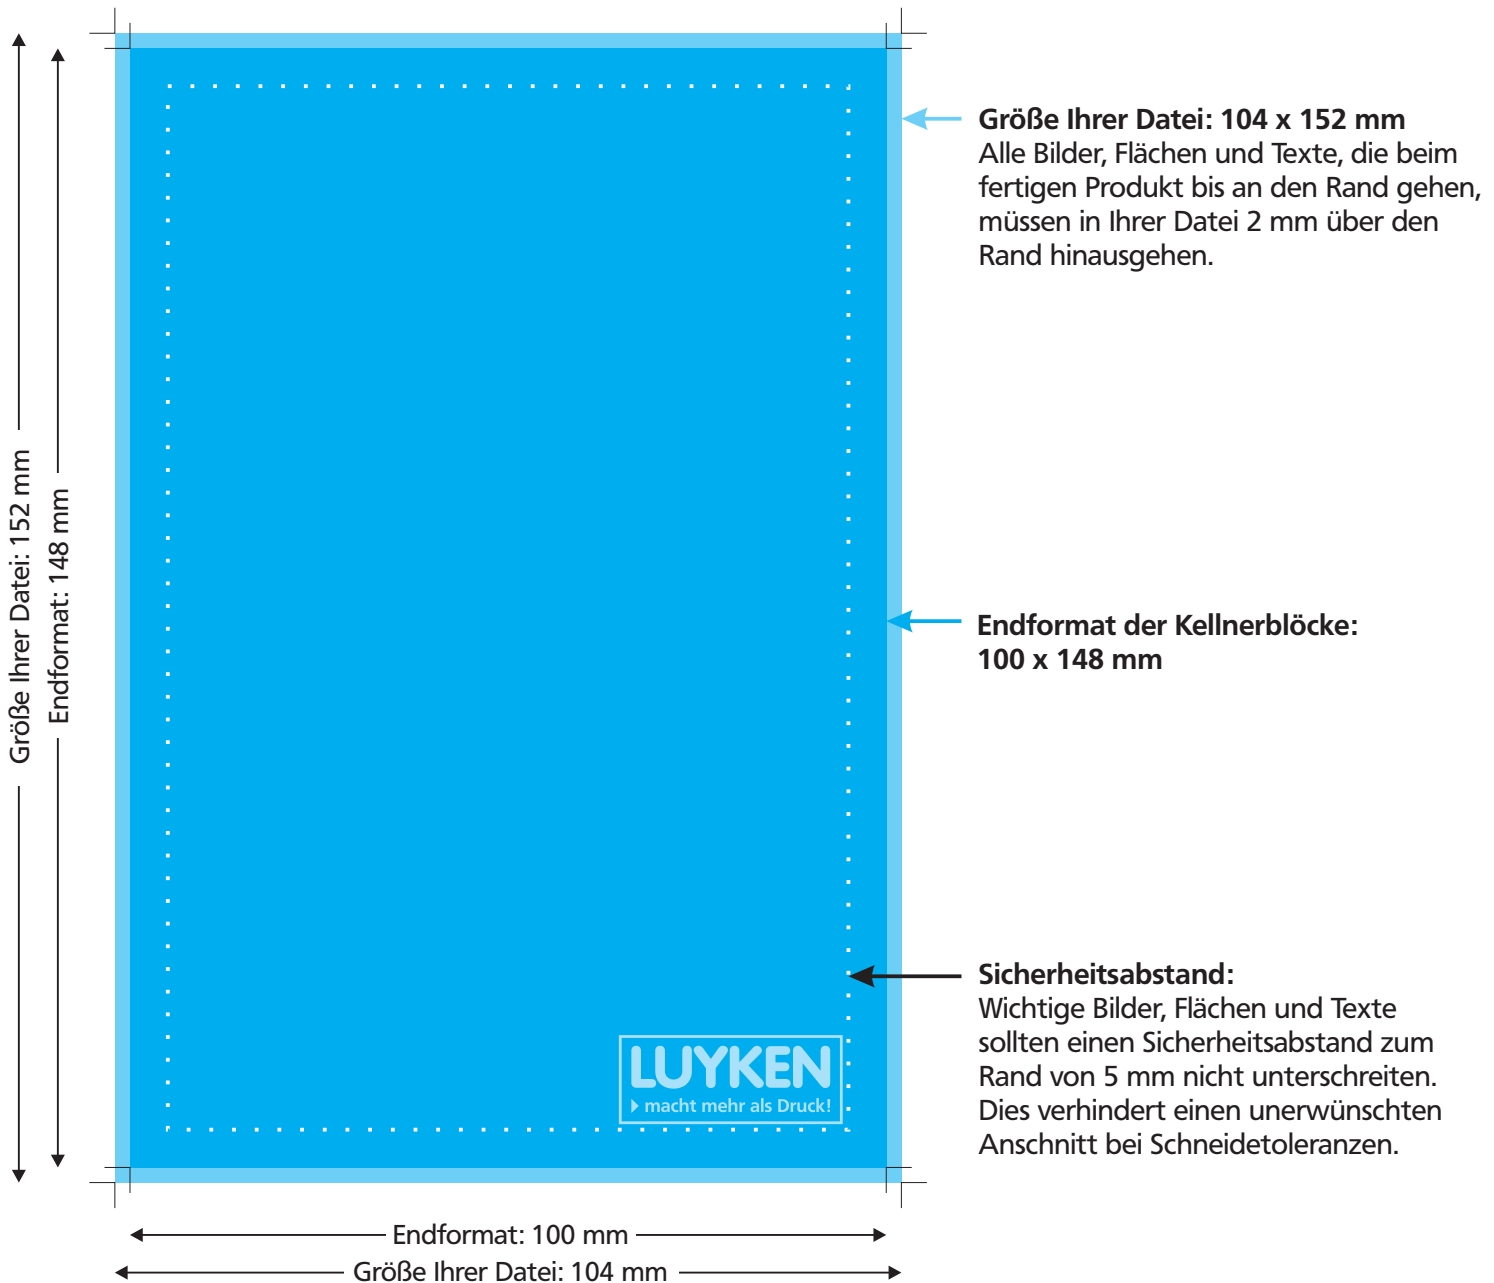 Größe Ihrer Datei: 104 x 152 mm
Alle Bilder, Flächen und Texte, die beim
fertigen Produkt bis an den Rand gehen,
müssen in Ihrer Datei 2 mm über den
Rand hinausgehen.
Größe Ihrer Datei: 152 mm
Endformat: 148 mm
Endformat der Kellnerblöcke:
100 x 148 mm
Sicherheitsabstand:
Wichtige Bilder, Flächen und Texte
sollten einen Sicherheitsabstand zum
Rand von 5 mm nicht unterschreiten.
Dies verhindert einen unerwünschten
Anschnitt bei Schneidetoleranzen.
LUYKEN
macht mehr als Druck!
Endformat: 100 mm
Größe Ihrer Datei: 104 mm